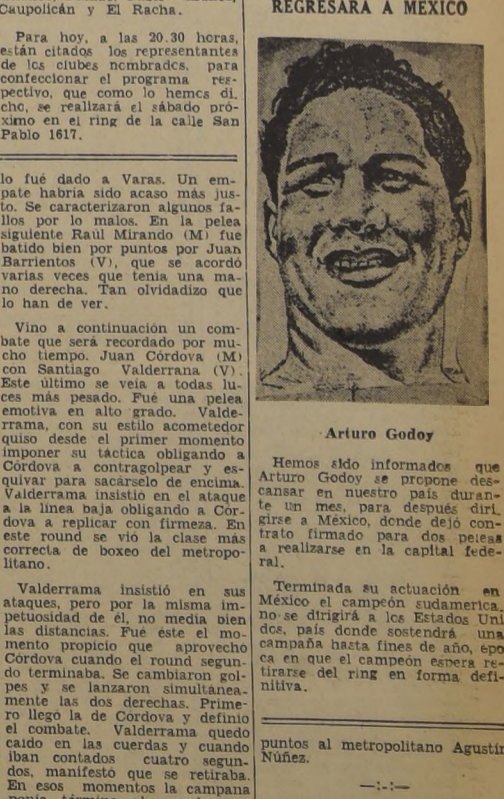 Caupolicán y El Racha.
Para hoy, a las 20.30 horas,
están citados los representantes
de lcs clubes nombrados, para
confeccionar el programa res-
pectivo, que como lo hemcs di.
cho, se realizará el sábado pró-
ximo en el ring de la calle San
Pablo 1617.
lo fué dado a Varas. Un em-
pate habría sido acaso más jus-
to. Se caracterizaron algunos fa-
llos por lo malos. En la pelea
siguiente Raúl Mirando (M) fué
batido bien por puntos por Juan
Barrientos (V), que se acordó
varias veces que tenía una ma-
no derecha. Tan olvidadizo que
lo han de ver.
Vino a continuación un com-
bate que será recordado por mu-
cho tiempo. Juan Córdova (M)
con Santiago Valderrana (V).
Este último se veía a todas lu-
ces más pesado. Fué una pelea
emotiva en alto grado. Valde-
rrama, con su estilo acometedor
quiso desde el primer momento
imponer su táctica obligando a
Córdova a contragolpear y es-
quivar para sacárselo de encima.
Valderrama insistió en el ataque
a la línea baja obligando a Cór-
dova a replicar con firmeza. En
este round se vió la clase más
correcta de boxeo del metropo-
litano.
Valderrama insistió en sus
ataques, pero por la misma im-
petuosidad de él, no media bien
las distancias. Fué éste el mo-
mento propicio que aprovecho
Córdova cuando el round segun-
do terminaba. Se cambiaron gol-
pes y se lanzaron simultánea-
mente las dos derechas. Prime-
ro llegó la de Córdova y definio
el combate. Valderrama quedo
caído en las cuerdas y cuando
iban contados cuatro segun-
dos, manifestó que se retiraba.
En esos momentos la campana
REGRESARA A MEXICO
Arturo Godoy
Hemos sido informados que
Arturo Godoy se propone des-
cansar en nuestro país duran-
te un mes, para después diri.
girse a México, donde dejó con-
trato firmado para dos peleas
a realizarse en la capital fede-
ral.
Terminada su actuación en
México el campeón sudamerica.
no se dirigirá a lcs Estados Uni
dcs, país donde sostendrá una
campaña hasta fines de año, épo
ca en que el campeón espera re-
tirarse del ring en forma defi-
nitiva.
puntos al metropolitano Agustín
Núñez.
—:-:—